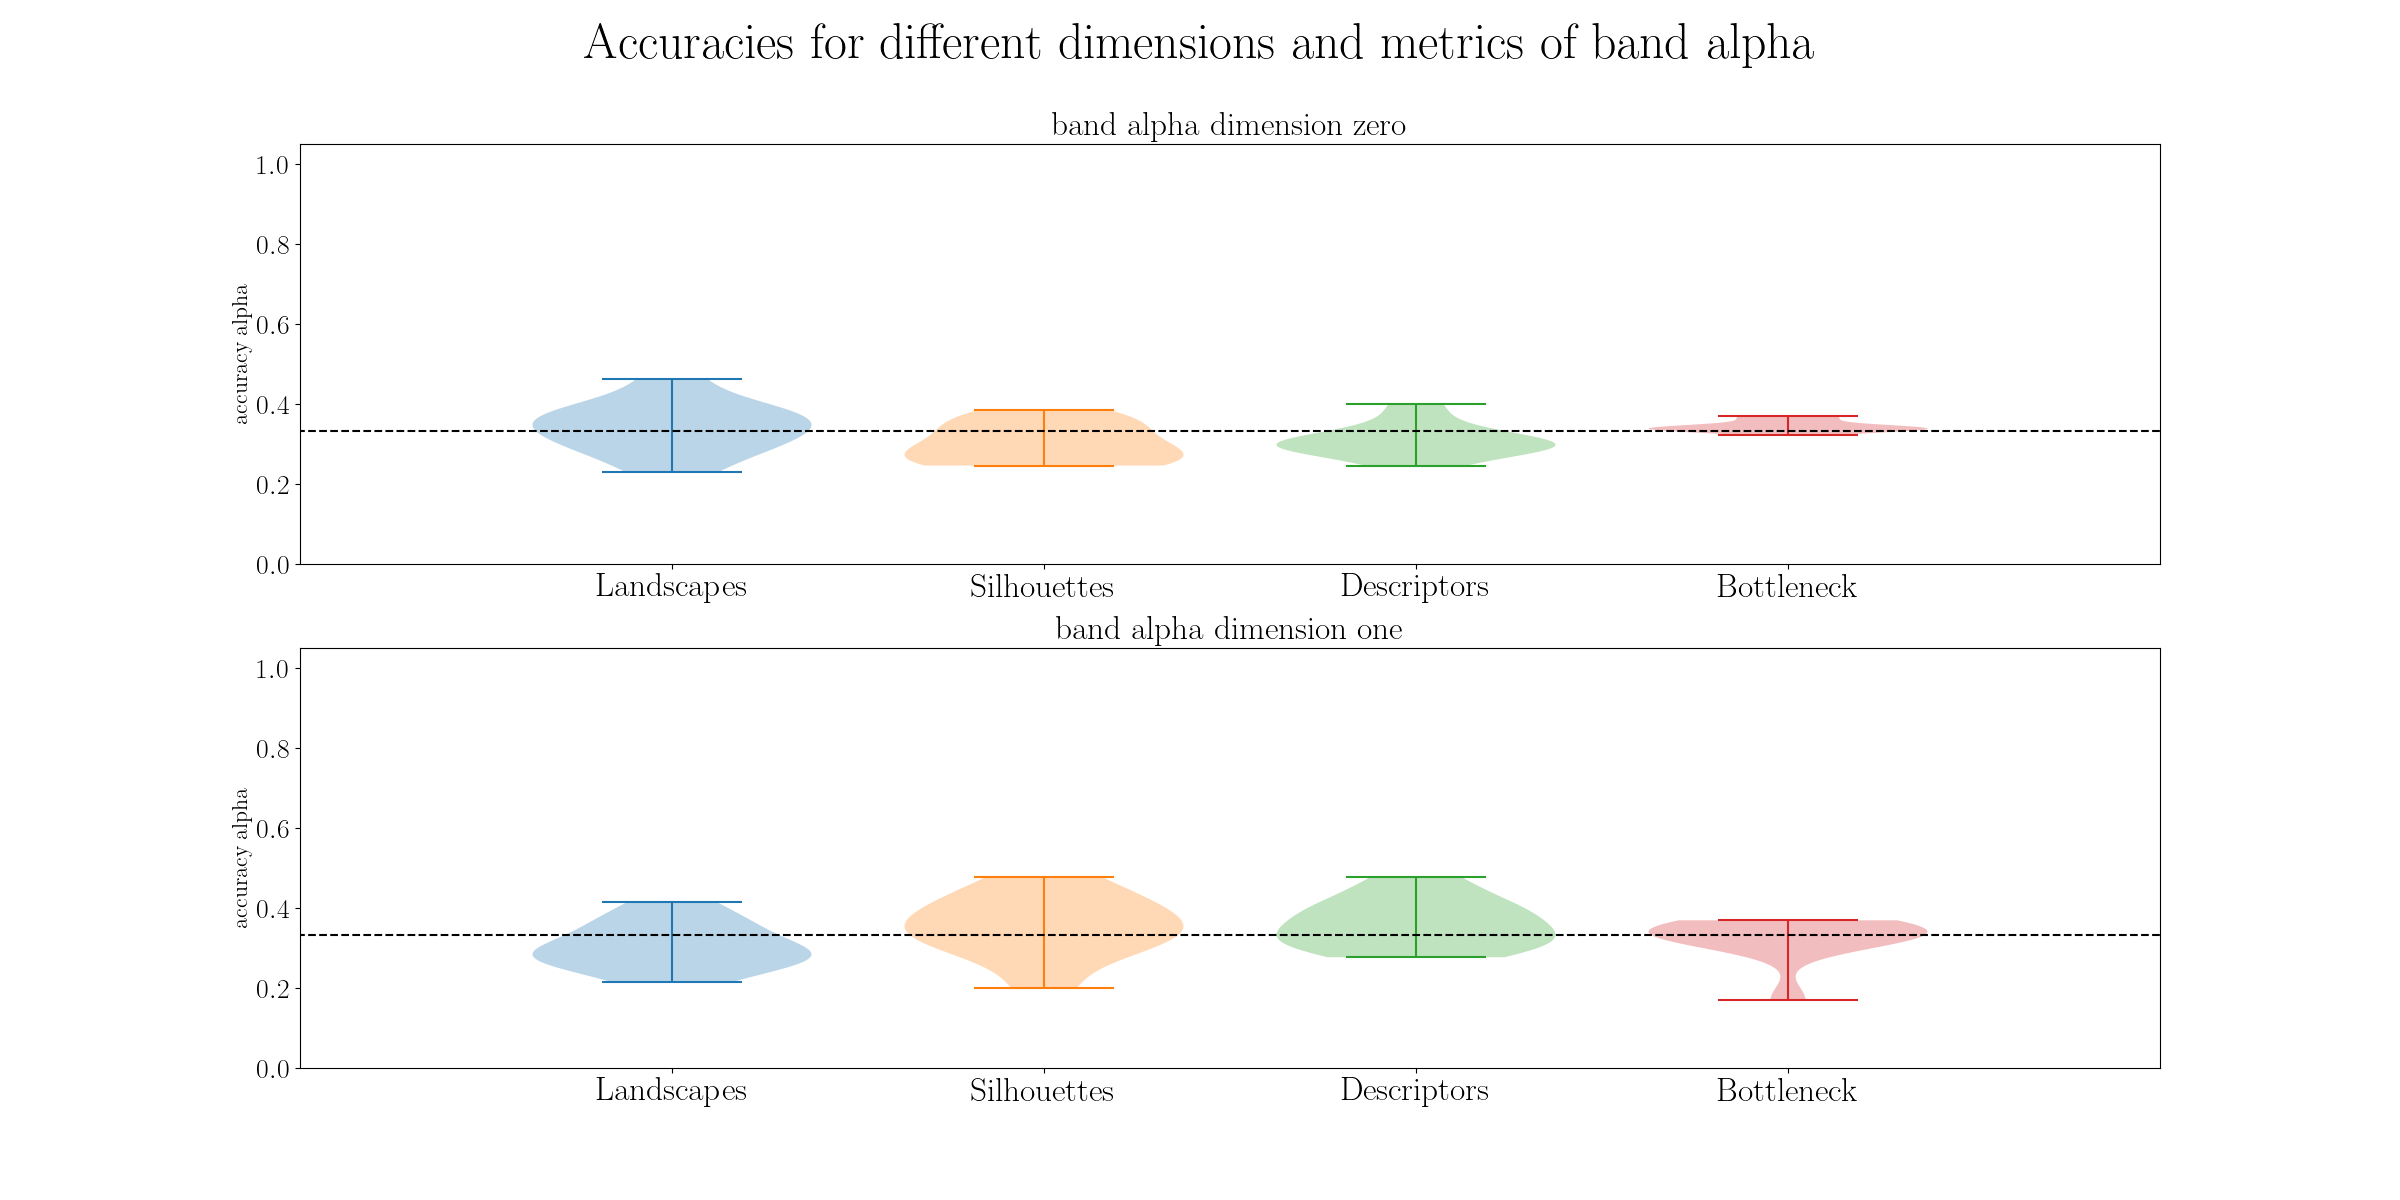 Accuracies for different dimensions and metrics of band alpha
band alpha dimension zero
accuracy alpha
1.0
0.8
0.6
0.4
0.2
0.0
Landscapes Silhouettes Descriptors Bottleneck
band alpha dimension one
accuracy alpha
1.0
0.8
0.6
0.4
0.2
0.0
Landscapes Silhouettes Descriptors Bottleneck